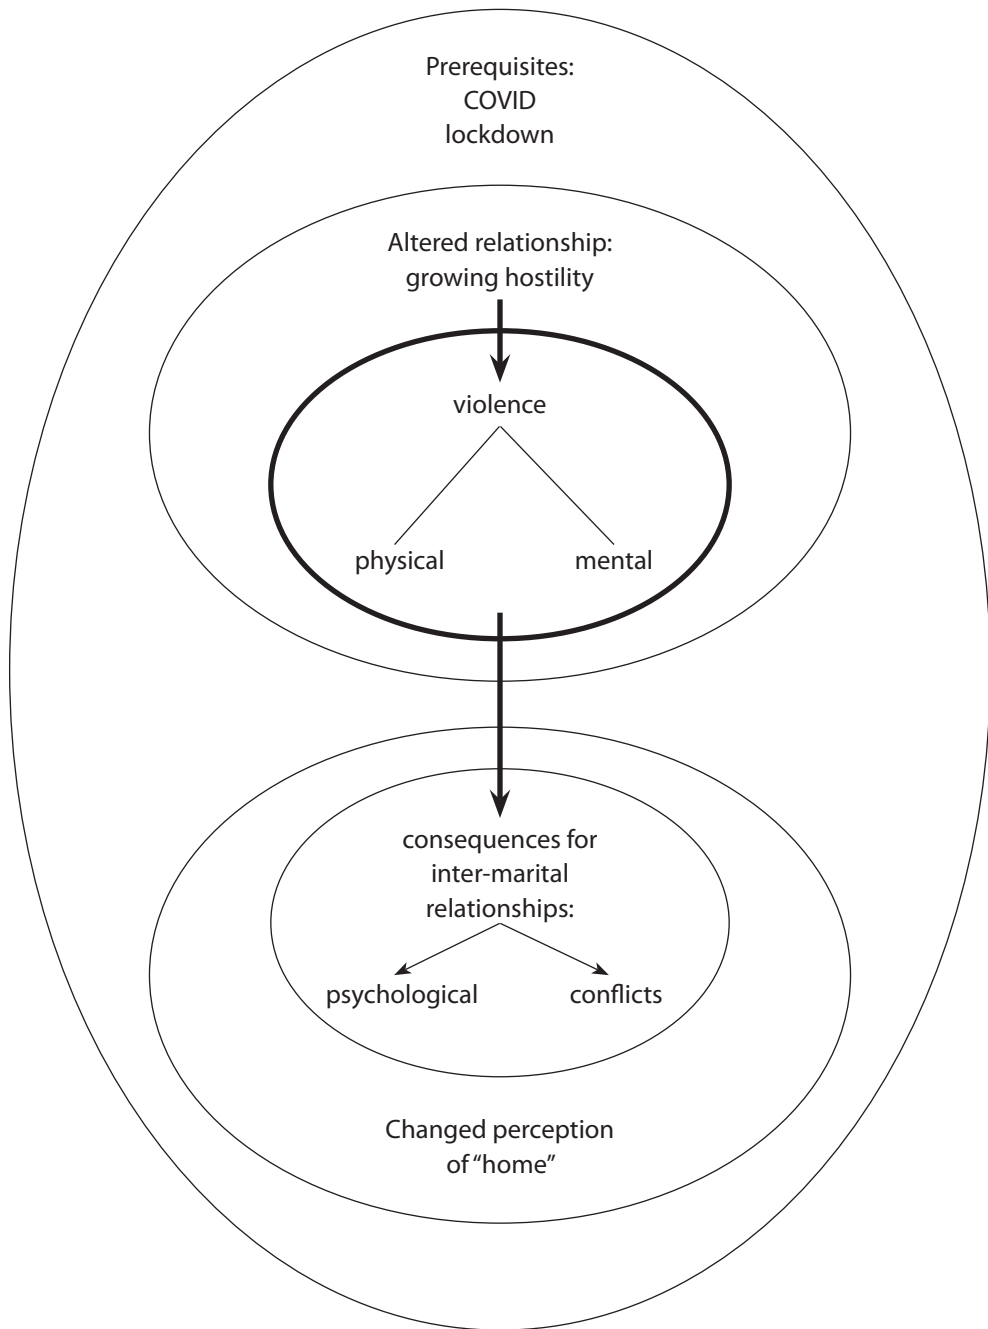 Prerequisites:
COVID
lockdown
Altered relationship:
growing hostility
violence
physical
mental
consequences for
inter-marital
relationships:
psychological
conflicts
Changed perception
of “home”